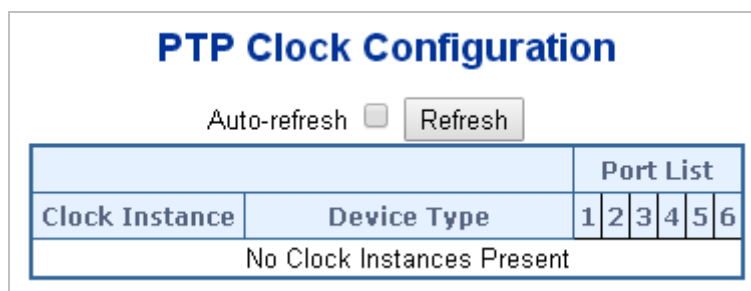 PTP Clock Configuration
Auto-refresh Refresh
Port List
Clock Instance Device Type 1 2 3 4 5 6
No Clock Instances Present